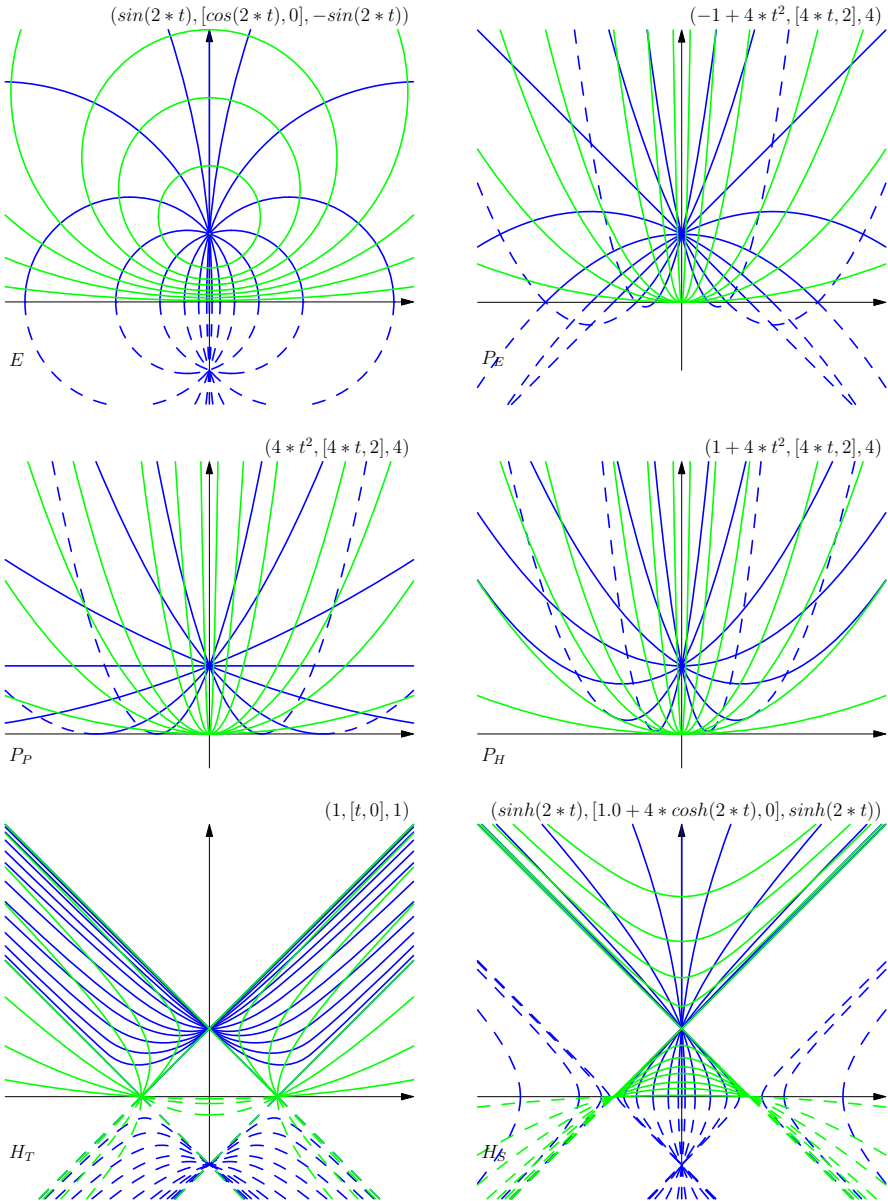 (sin(2 ∗ t), [cos(2 ∗ t), 0], −sin(2 ∗ t))
(−1 + 4 ∗ t², [4 ∗ t, 2], 4)
E
P_E
(4 ∗ t², [4 ∗ t, 2], 4)
(1 + 4 ∗ t², [4 ∗ t, 2], 4)
P_P
P_H
(1, [t, 0], 1)
(sinh(2 ∗ t), [1.0 + 4 ∗ cosh(2 ∗ t), 0], sinh(2 ∗ t))
H_T
H_S